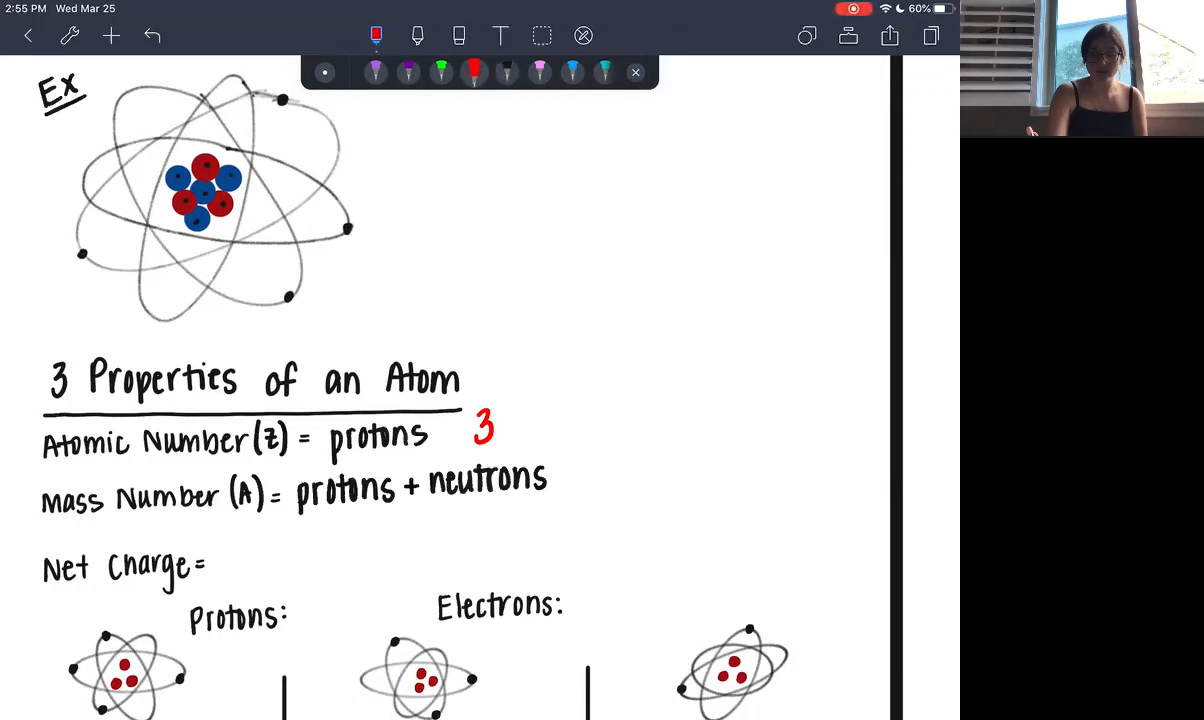 2:55 PM Wed Mar 25
60%
T
Ex
3 Properties of an Atom
Atomic Number (Z) = protons 3
Mass Number (A) = protons + neutrons
Net Charge =
Protons: Electrons: